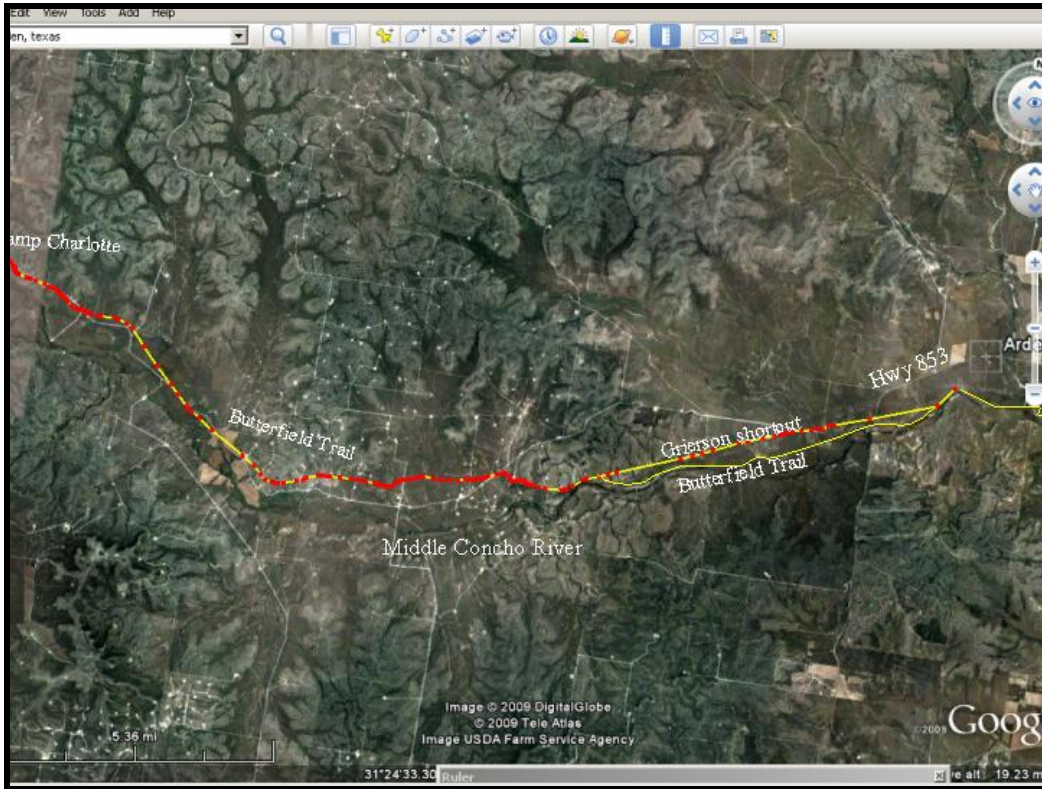 Edit View Tools Add Help
en, texas
N
amp Charlotte
Arde
Hwy 853
Butterfield Trail
Grierson shortcut
Butterfield Trail
Middle Concho River
Image © 2009 DigitalGlobe
© 2009 Tele Atlas
Image USDA Farm Service Agency
©2009 Goog
5.36 mi
31°24'33.30
Ruler
ye alt 19.23 m